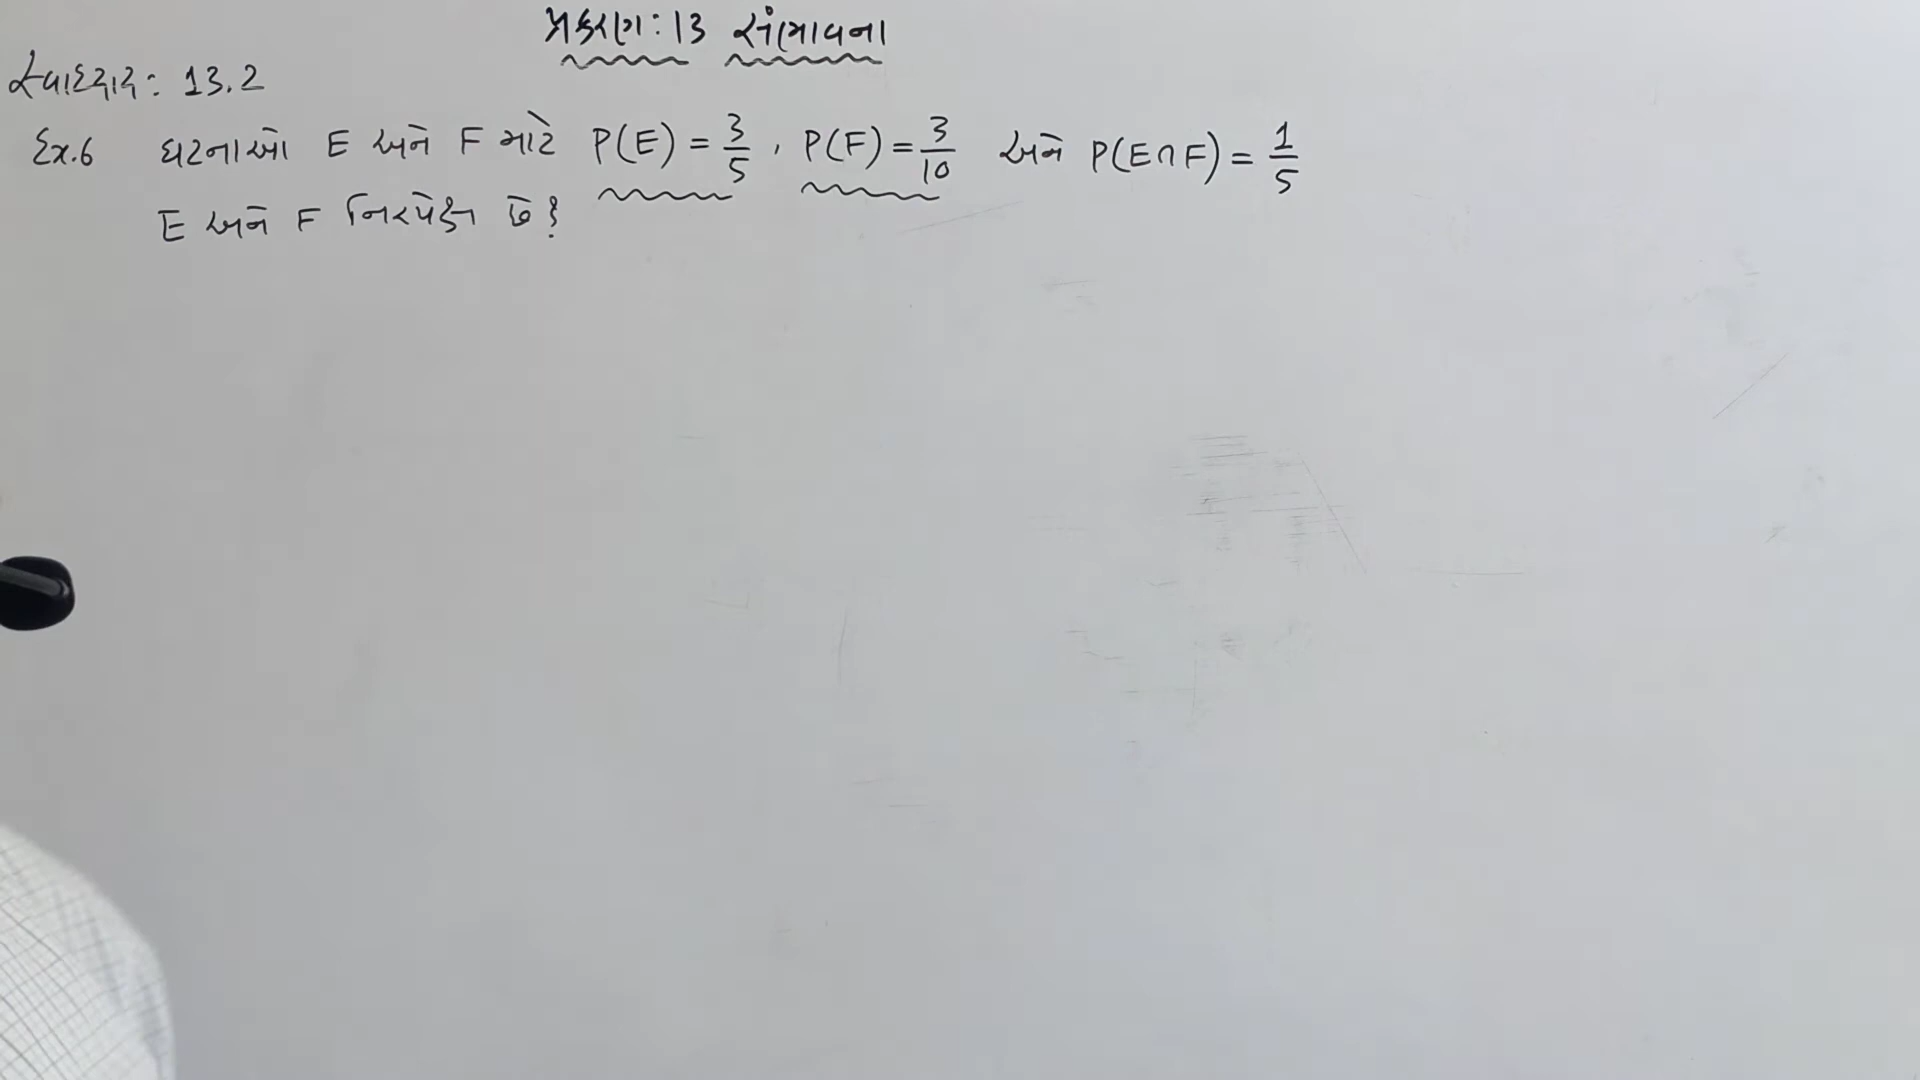 પ્રકરણ: 13 સંભાવના
સ્વાધ્યાય: 13.2
Ex.6 ઘટનાઓ E અને F માટે P(E) = 3/5, P(F) = 3/10 અને P(E∩F) = 1/5
E અને F નિરપેક્ષ છે?